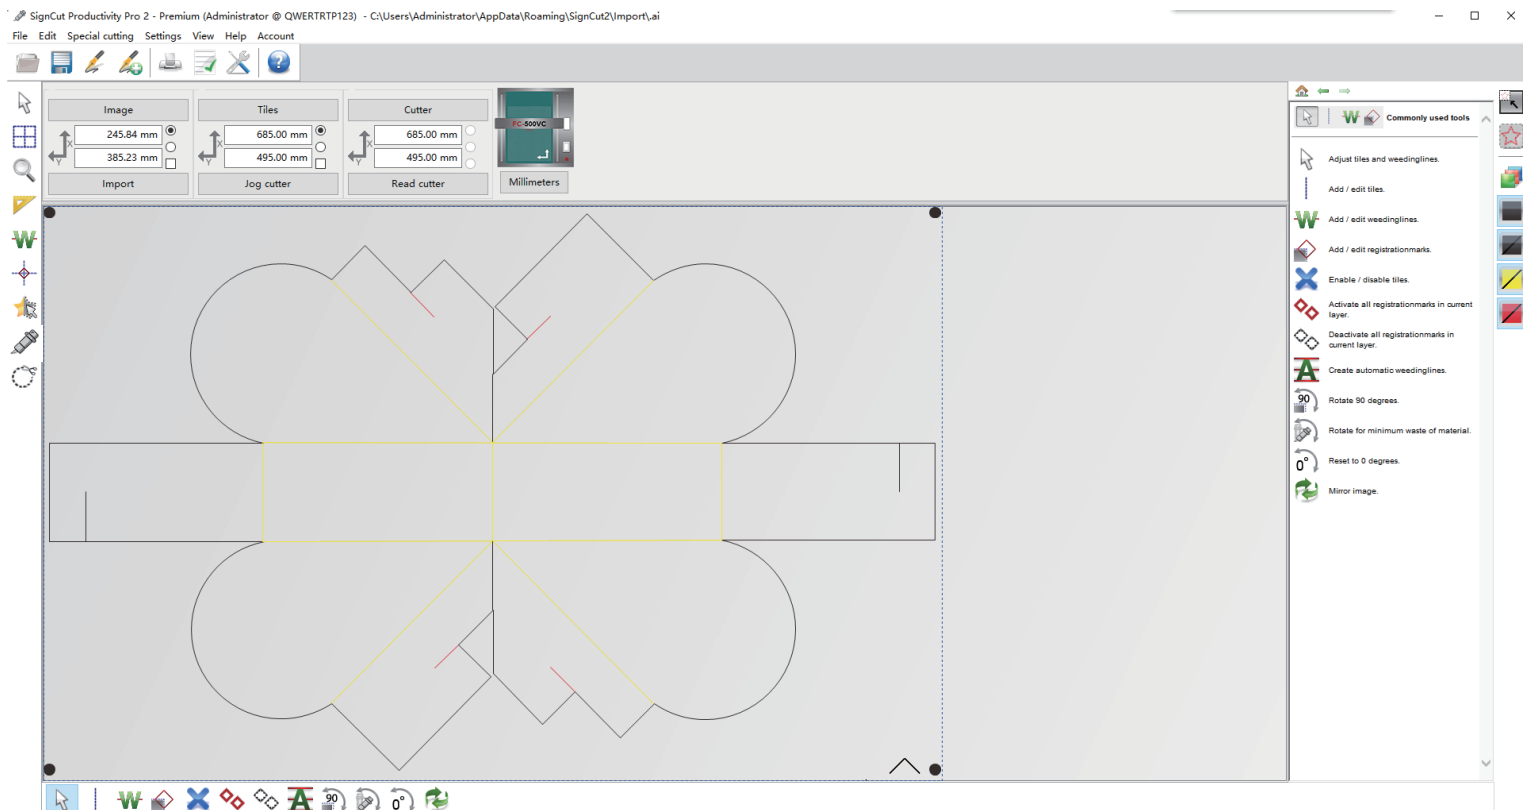 SignCut Productivity Pro 2 - Premium (Administrator @ QWERTRTP123) - C:\Users\Administrator\AppData\Roaming\SignCut2\Import\.ai
File Edit Special cutting Settings View Help Account
Image
245.84 mm
X
385.23 mm
Y
Import
Tiles
685.00 mm
X
495.00 mm
Y
Jog cutter
Cutter
685.00 mm
X
495.00 mm
Y
Read cutter
FC-500VC
Millimeters
W
W Commonly used tools
Adjust tiles and weedinglines.
Add / edit tiles.
W Add / edit weedinglines.
Add / edit registrationmarks.
Enable / disable tiles.
Activate all registrationmarks in current
layer.
Deactivate all registrationmarks in
current layer.
A Create automatic weedinglines.
90 Rotate 90 degrees.
Rotate for minimum waste of material.
0° Reset to 0 degrees.
Mirror image.
W A 90 0°